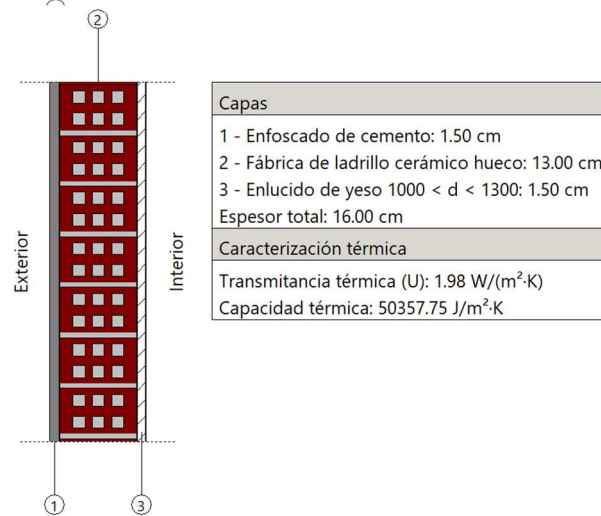 2
Exterior
Interior
1
3
Capas
1 - Enfoscado de cemento: 1.50 cm
2 - Fábrica de ladrillo cerámico hueco: 13.00 cm
3 - Enlucido de yeso 1000 < d < 1300: 1.50 cm
Espesor total: 16.00 cm
Caracterización térmica
Transmitancia térmica (U): 1.98 W/(m²·K)
Capacidad térmica: 50357.75 J/m²·K